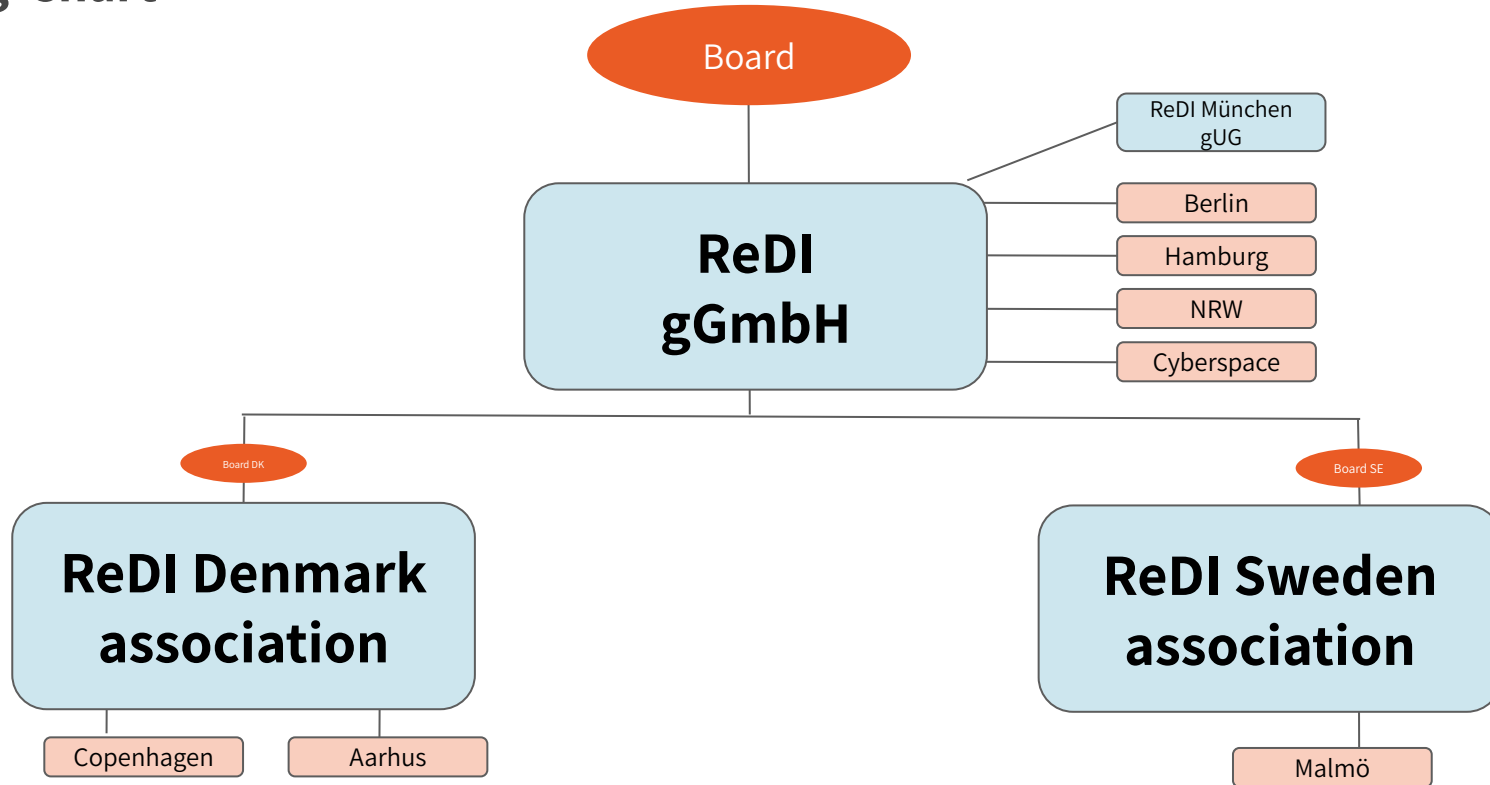 Board
ReDI München
gUG
Berlin
ReDI
gGmbH
Hamburg
NRW
Cyberspace
Board DK
Board SE
ReDI Denmark
association
ReDI Sweden
association
Copenhagen
Aarhus
Malmö